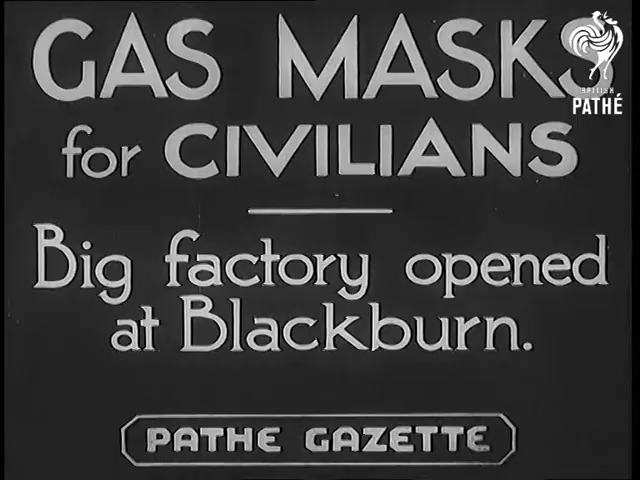 GAS MASKS
for CIVILIANS
Big factory opened
at Blackburn.
PATHE GAZETTE
BRITISH
PATHÉ